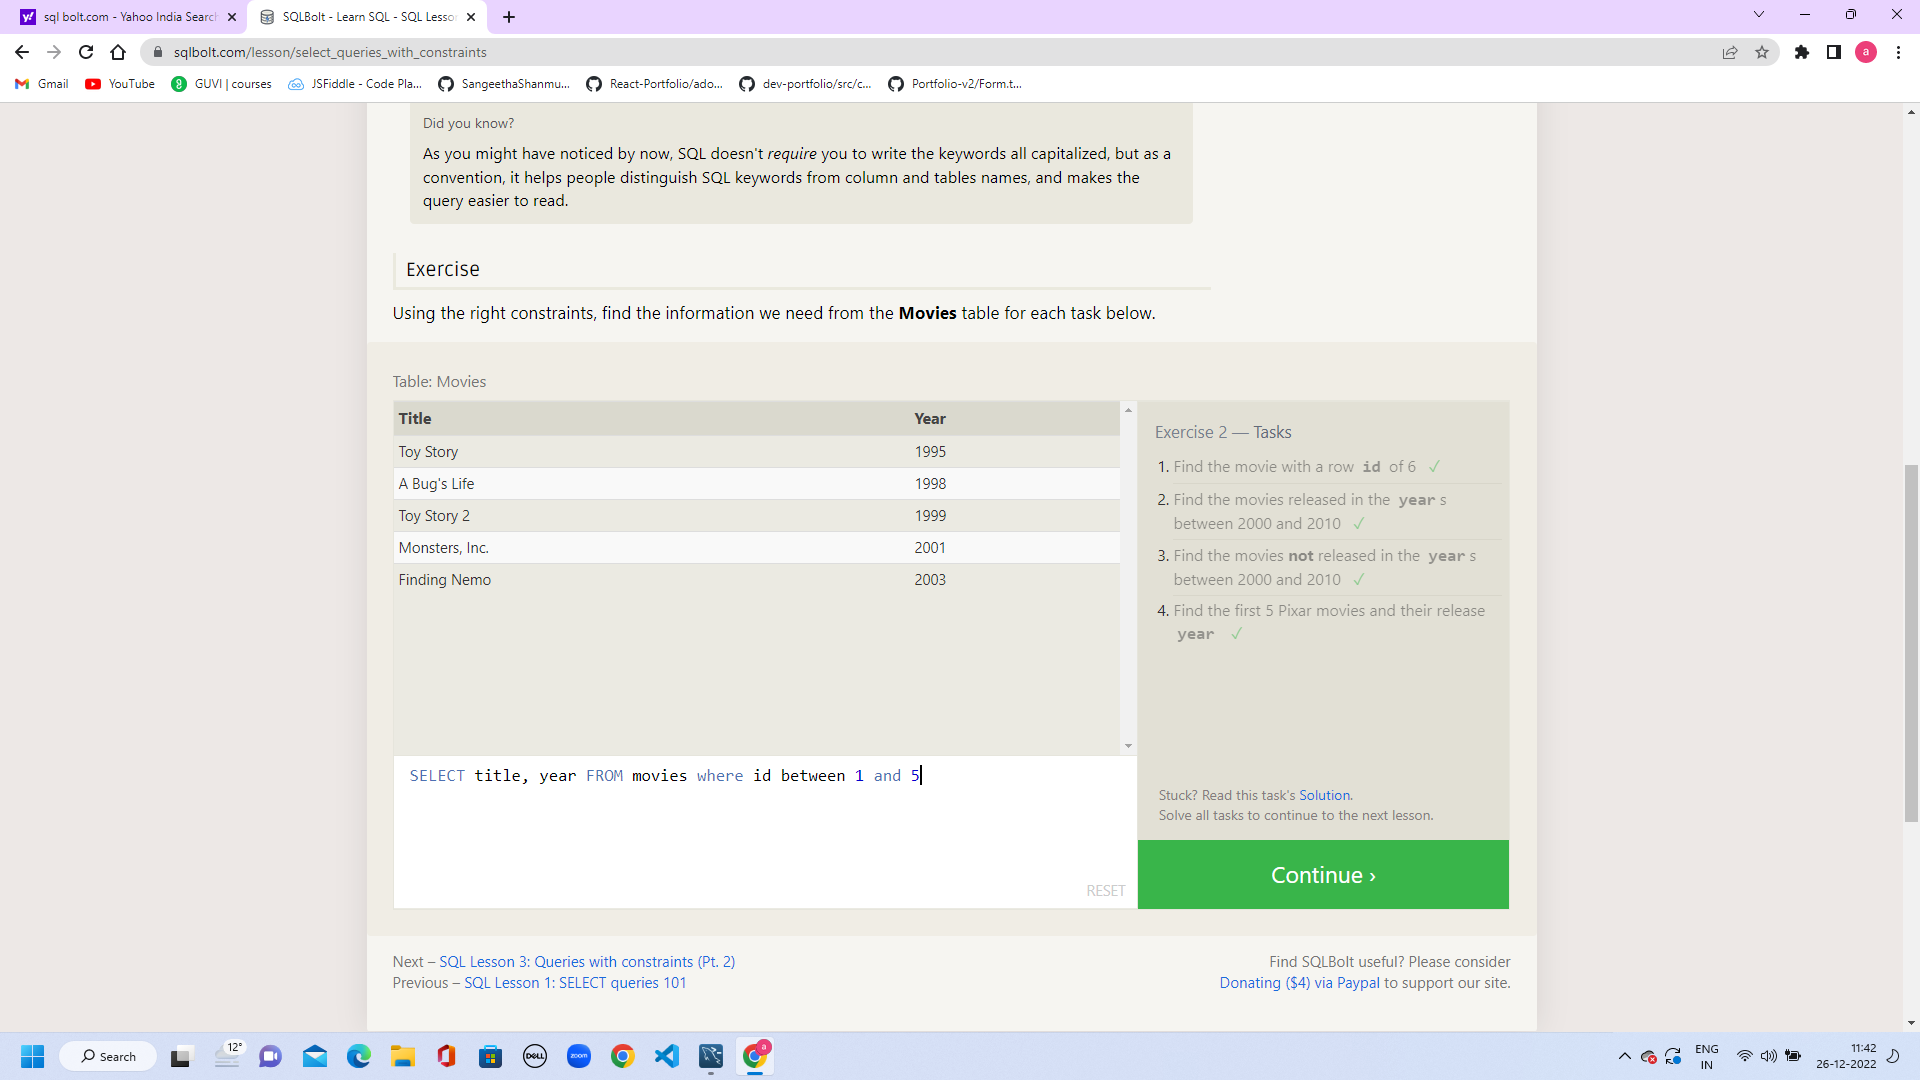 sql bolt.com - Yahoo India Search
SQLBolt - Learn SQL - SQL Lesson
sqlbolt.com/lesson/select_queries_with_constraints
a
Gmail
YouTube
GUVI | courses
JSFiddle - Code Pla...
SangeethaShanmu...
React-Portfolio/ado...
dev-portfolio/src/c...
Portfolio-v2/Form.t...
Did you know?
As you might have noticed by now, SQL doesn't require you to write the keywords all capitalized, but as a
convention, it helps people distinguish SQL keywords from column and tables names, and makes the
query easier to read.
Exercise
Using the right constraints, find the information we need from the Movies table for each task below.
Table: Movies
Title Year
Toy Story 1995
A Bug's Life 1998
Toy Story 2 1999
Monsters, Inc. 2001
Finding Nemo 2003
SELECT title, year FROM movies where id between 1 and 5
RESET
Exercise 2 — Tasks
1. Find the movie with a row id of 6 ✓
2. Find the movies released in the year s
between 2000 and 2010 ✓
3. Find the movies not released in the year s
between 2000 and 2010 ✓
4. Find the first 5 Pixar movies and their release
year ✓
Stuck? Read this task's Solution.
Solve all tasks to continue to the next lesson.
Continue ›
Next – SQL Lesson 3: Queries with constraints (Pt. 2)
Previous – SQL Lesson 1: SELECT queries 101
Find SQLBolt useful? Please consider
Donating ($4) via Paypal to support our site.
Search
12°
DELL
zoom
a
ENG
IN
11:42
26-12-2022